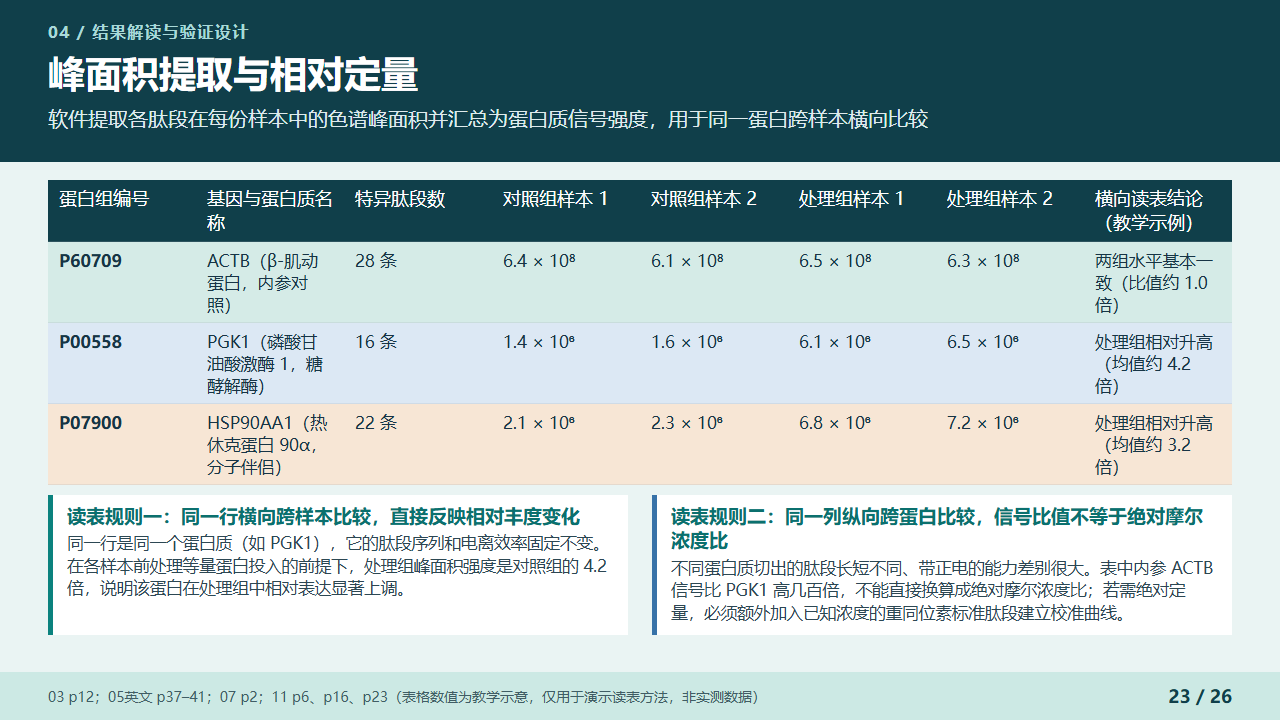 04 / 结果解读与验证设计
峰面积提取与相对定量
软件提取各肽段在每份样本中的色谱峰面积并汇总为蛋白质信号强度，用于同一蛋白跨样本横向比较
蛋白组编号 基因与蛋白质名 特异肽段数 对照组样本 1 对照组样本 2 处理组样本 1 处理组样本 2 横向读表结论
称 （教学示例）
P60709 ACTB（β-肌动 28 条 6.4 × 10⁸ 6.1 × 10⁸ 6.5 × 10⁸ 6.3 × 10⁸ 两组水平基本一
蛋白，内参对 致（比值约 1.0
照） 倍）
P00558 PGK1（磷酸甘 16 条 1.4 × 10⁶ 1.6 × 10⁶ 6.1 × 10⁶ 6.5 × 10⁶ 处理组相对升高
油酸激酶 1，糖 （均值约 4.2
酵解酶） 倍）
P07900 HSP90AA1（热 22 条 2.1 × 10⁶ 2.3 × 10⁶ 6.8 × 10⁶ 7.2 × 10⁶ 处理组相对升高
休克蛋白 90α， （均值约 3.2
分子伴侣） 倍）
读表规则一：同一行横向跨样本比较，直接反映相对丰度变化
同一行是同一个蛋白质（如 PGK1），它的肽段序列和电离效率固定不变。
在各样本前处理等量蛋白投入的前提下，处理组峰面积强度是对照组的 4.2
倍，说明该蛋白在处理组中相对表达显著上调。
读表规则二：同一列纵向跨蛋白比较，信号比值不等于绝对摩尔
浓度比
不同蛋白质切出的肽段长短不同、带正电的能力差别很大。表中内参 ACTB
信号比 PGK1 高几百倍，不能直接换算成绝对摩尔浓度比；若需绝对定
量，必须额外加入已知浓度的重同位素标准肽段建立校准曲线。
03 p12；05英文 p37–41；07 p2；11 p6、p16、p23（表格数值为教学示意，仅用于演示读表方法，非实测数据）
23 / 26